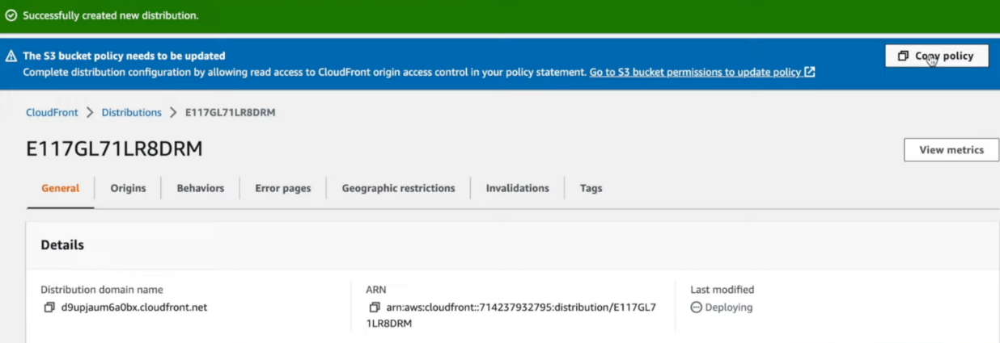 Successfully created new distribution.
The S3 bucket policy needs to be updated
Copy policy
Complete distribution configuration by allowing read access to CloudFront origin access control in your policy statement. Go to S3 bucket permissions to update policy
CloudFront > Distributions > E117GL71LR8DRM
E117GL71LR8DRM
View metrics
General Origins Behaviors Error pages Geographic restrictions Invalidations Tags
Details
Distribution domain name
d9upjaum6a0bx.cloudfront.net
ARN
arn:aws:cloudfront::714237932795:distribution/E117GL7
1LR8DRM
Last modified
Deploying